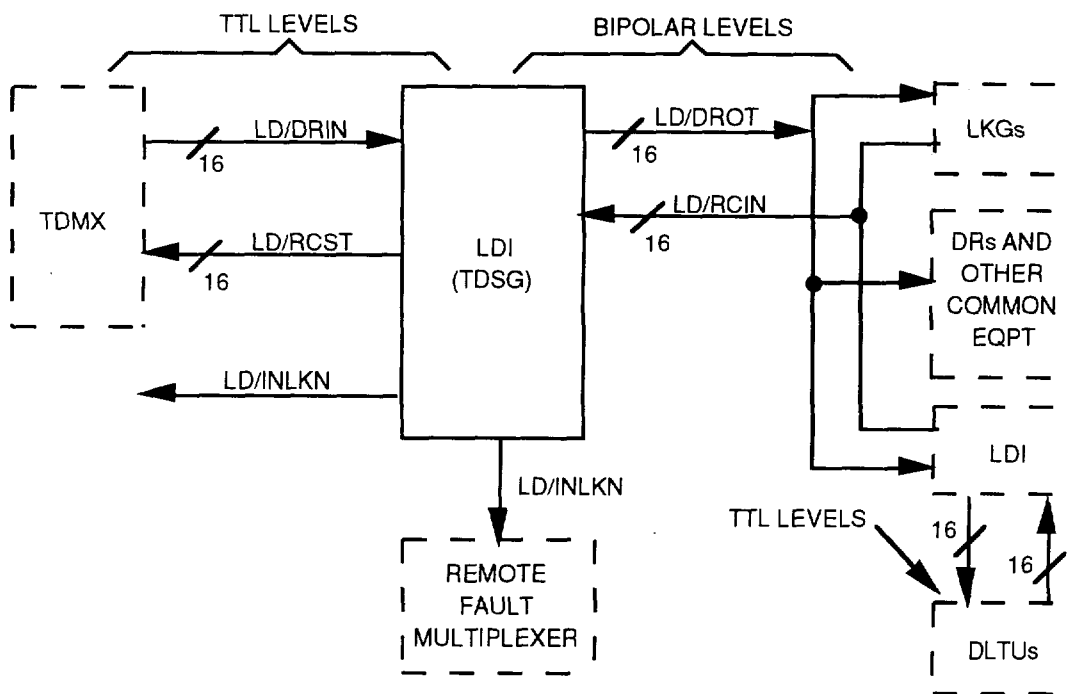 TTL LEVELS
BIPOLAR LEVELS
TDMX
LD/DRIN
16
LD/RCST
16
LD/INLKN
LDI
(TDSG)
LD/DROT
16
LD/RCIN
16
LKGs
DRs AND
OTHER
COMMON
EQPT
LDI
LD/INLKN
REMOTE
FAULT
MULTIPLEXER
TTL LEVELS
16
16
DLTUs